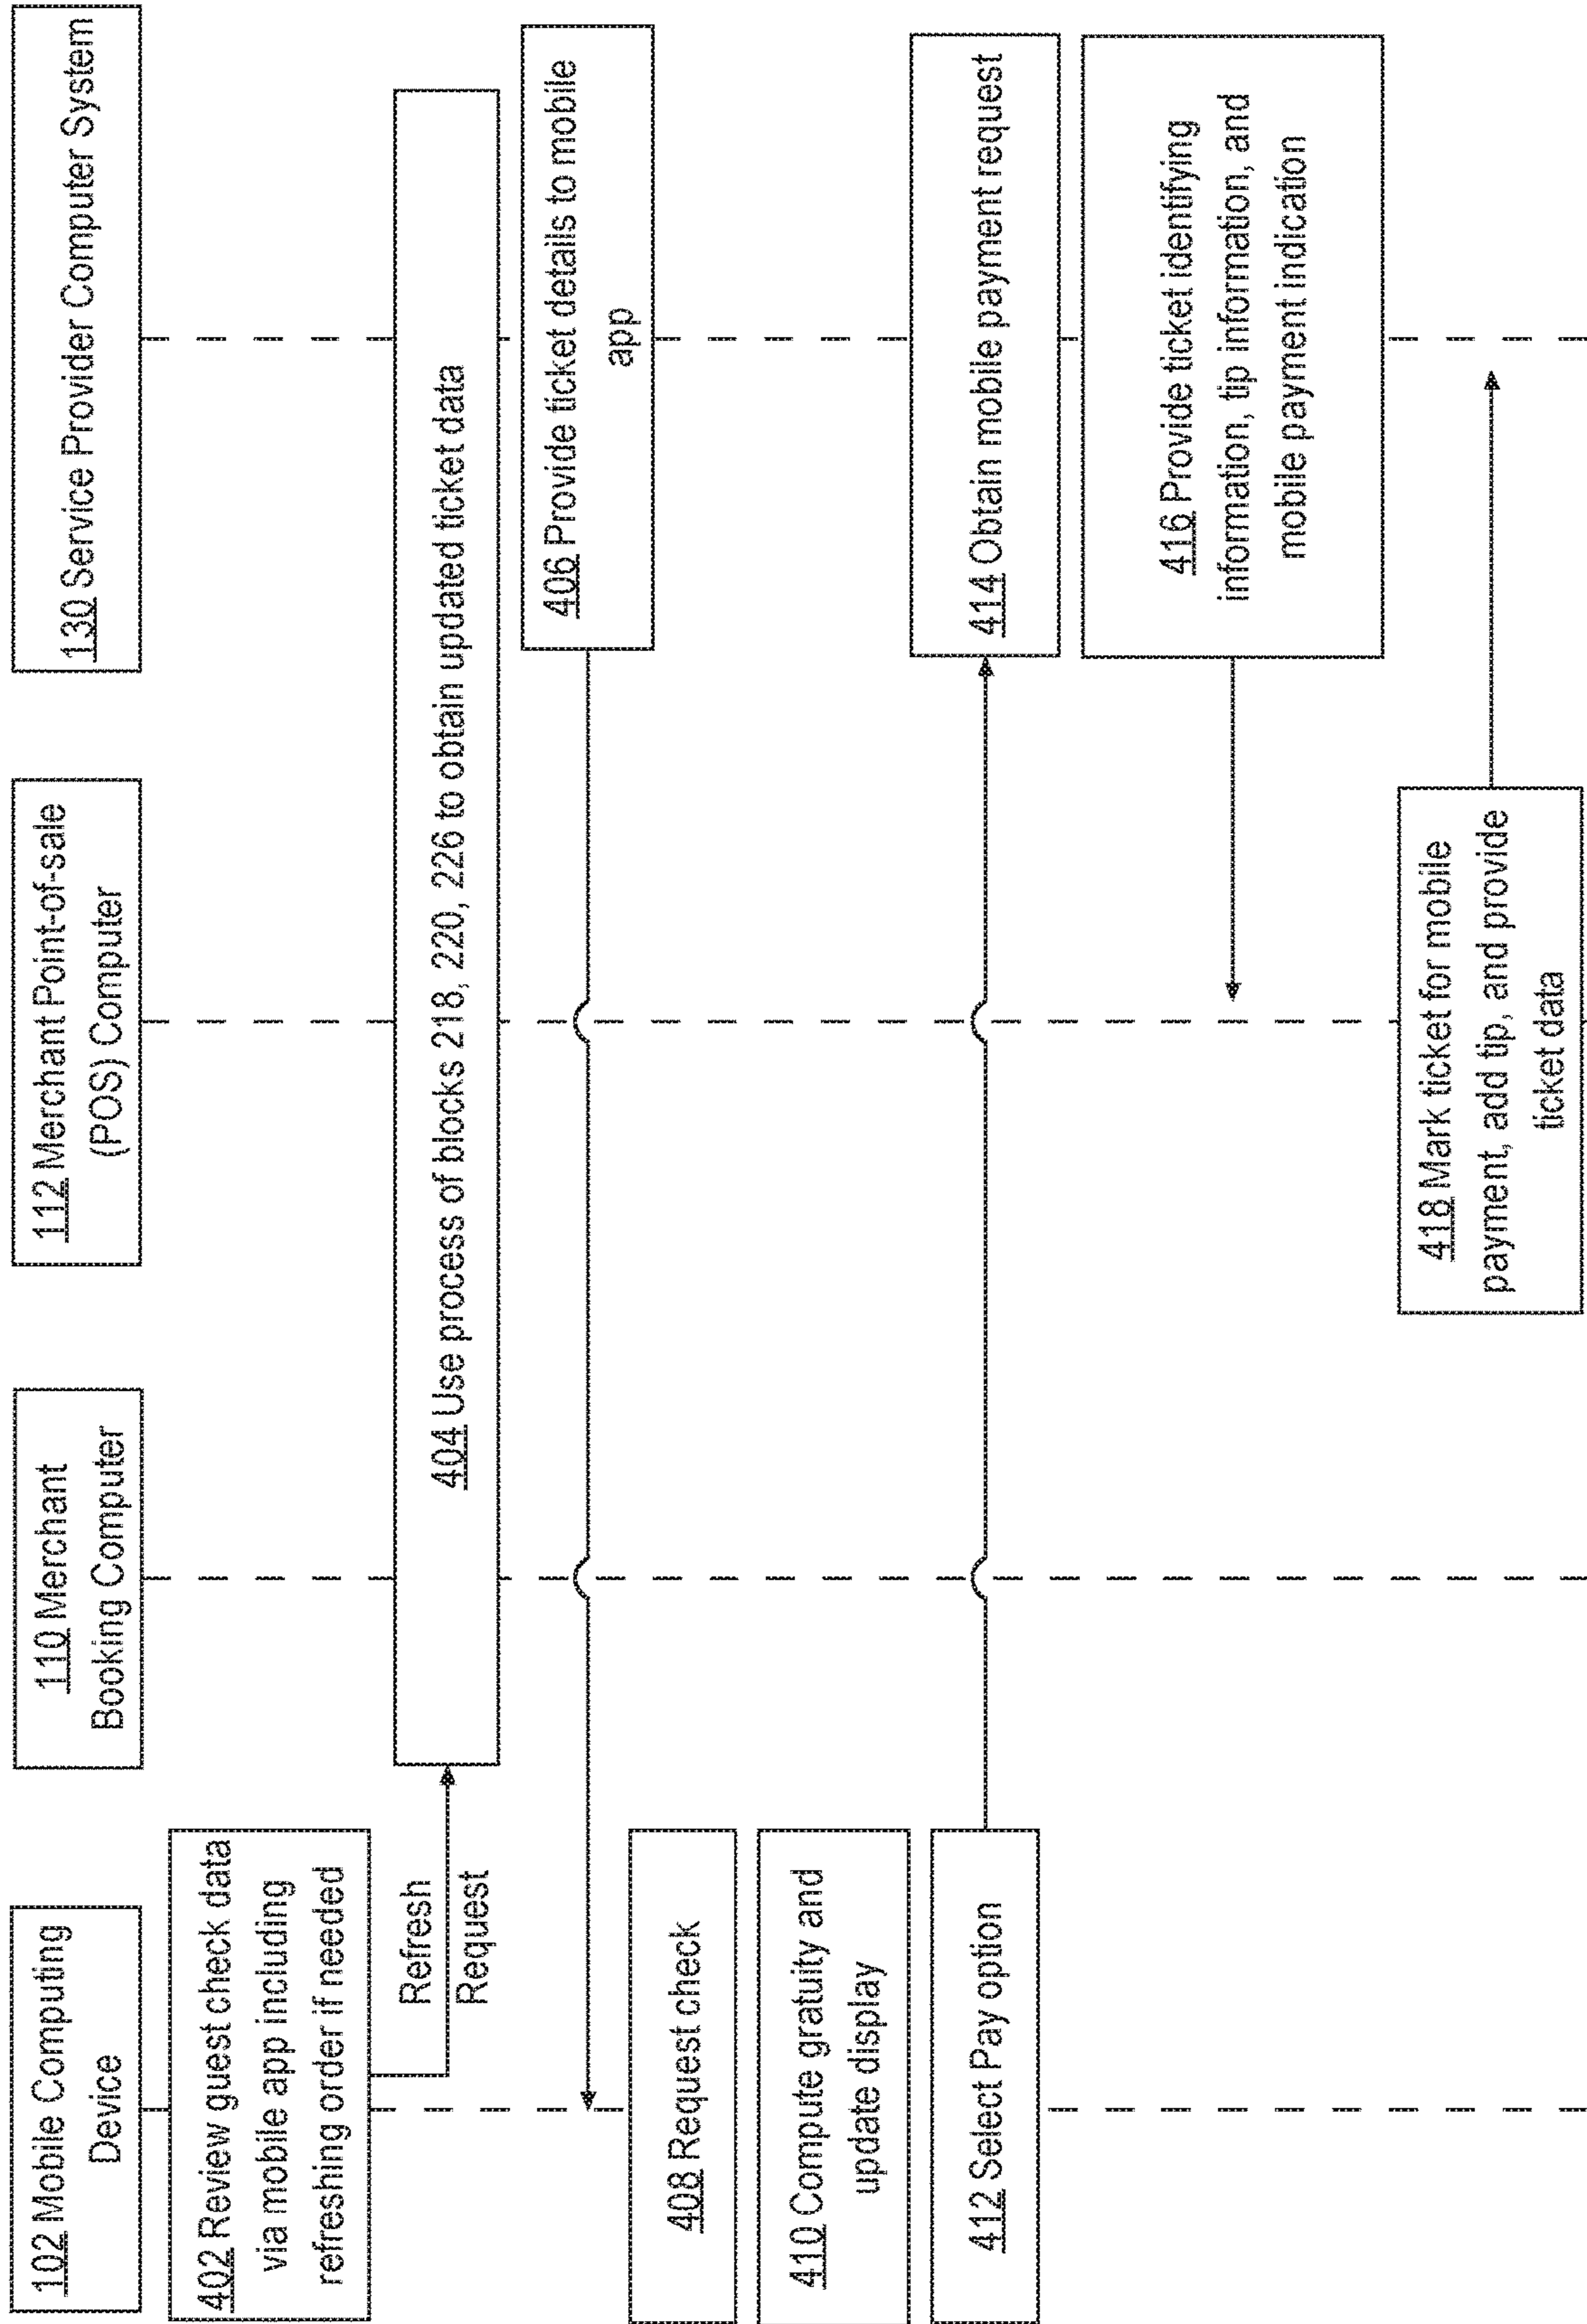 102 Mobile Computing
Device
110 Merchant
Booking Computer
112 Merchant Point-of-sale
(POS) Computer
130 Service Provider Computer System
402 Review guest check data
via mobile app including
refreshing order if needed
Refresh
Request
404 Use process of blocks 218, 220, 226 to obtain updated ticket data
406 Provide ticket details to mobile
app
408 Request check
410 Compute gratuity and
update display
412 Select Pay option
414 Obtain mobile payment request
416 Provide ticket identifying
information, tip information, and
mobile payment indication
418 Mark ticket for mobile
payment, add tip, and provide
ticket data